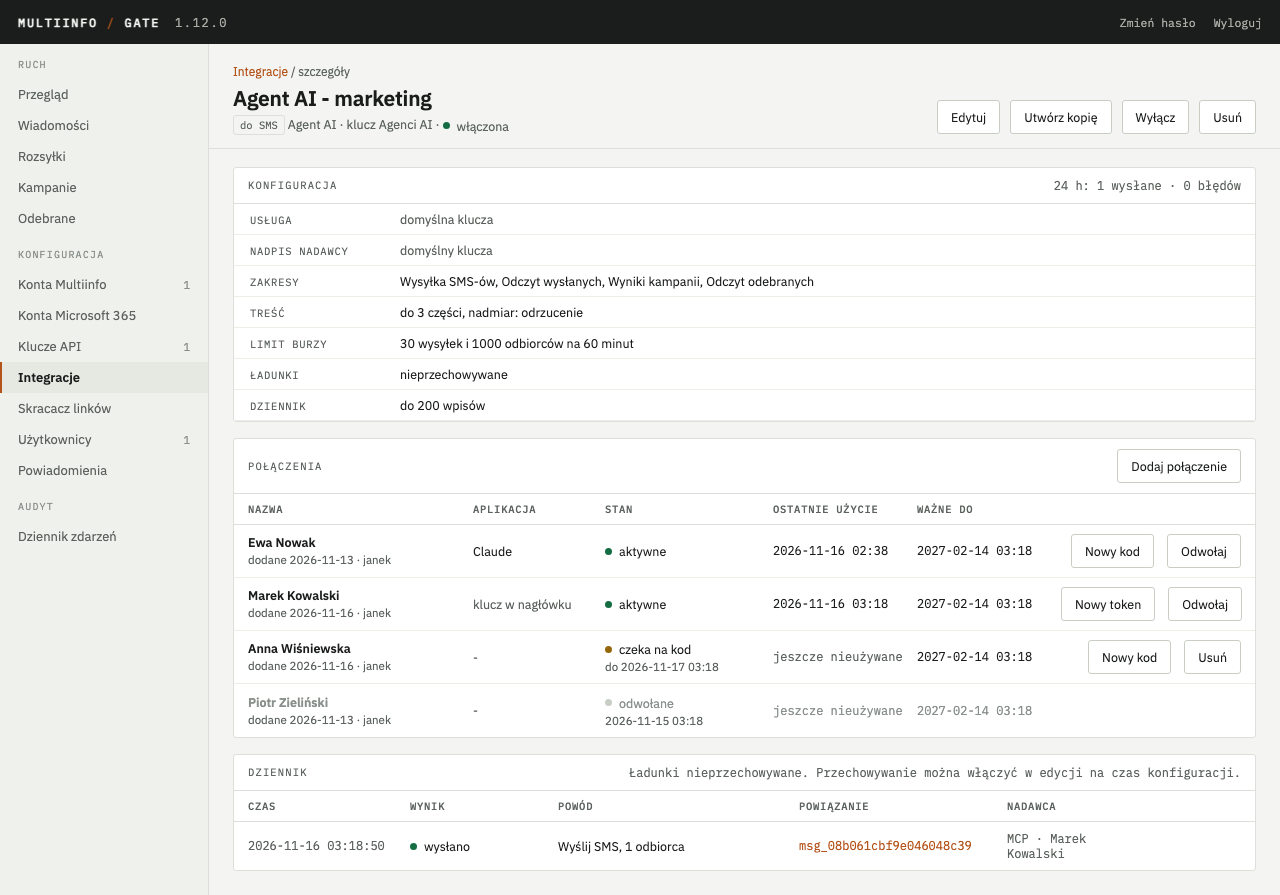 MULTIINFO / GATE 1.12.0
Zmień hasło Wyloguj
RUCH
Przegląd
Wiadomości
Rozsyłki
Kampanie
Odebrane
KONFIGURACJA
Konta Multiinfo 1
Konta Microsoft 365
Klucze API 1
Integracje
Skracacz linków
Użytkownicy 1
Powiadomienia
AUDYT
Dziennik zdarzeń
Integracje / szczegóły
Agent AI - marketing
do SMS Agent AI · klucz Agenci AI · włączona
Edytuj Utwórz kopię Wyłącz Usuń
KONFIGURACJA 24 h: 1 wysłane · 0 błędów
USŁUGA domyślna klucza
NADPIS NADAWCY domyślny klucza
ZAKRESY Wysyłka SMS-ów, Odczyt wysłanych, Wyniki kampanii, Odczyt odebranych
TREŚĆ do 3 części, nadmiar: odrzucenie
LIMIT BURZY 30 wysyłek i 1000 odbiorców na 60 minut
ŁADUNKI nieprzechowywane
DZIENNIK do 200 wpisów
POŁĄCZENIA Dodaj połączenie
NAZWA APLIKACJA STAN OSTATNIE UŻYCIE WAŻNE DO
Ewa Nowak
dodane 2026-11-13 · janek
Claude aktywne 2026-11-16 02:38 2027-02-14 03:18 Nowy kod Odwołaj
Marek Kowalski
dodane 2026-11-16 · janek
klucz w nagłówku aktywne 2026-11-16 03:18 2027-02-14 03:18 Nowy token Odwołaj
Anna Wiśniewska
dodane 2026-11-16 · janek
- czeka na kod
do 2026-11-17 03:18
jeszcze nieużywane 2027-02-14 03:18 Nowy kod Usuń
Piotr Zieliński
dodane 2026-11-13 · janek
- odwołane
2026-11-15 03:18
jeszcze nieużywane 2027-02-14 03:18
DZIENNIK Ładunki nieprzechowywane. Przechowywanie można włączyć w edycji na czas konfiguracji.
CZAS WYNIK POWÓD POWIĄZANIE NADAWCA
2026-11-16 03:18:50 wysłano Wyślij SMS, 1 odbiorca msg_08b061cbf9e046048c39 MCP · Marek
Kowalski